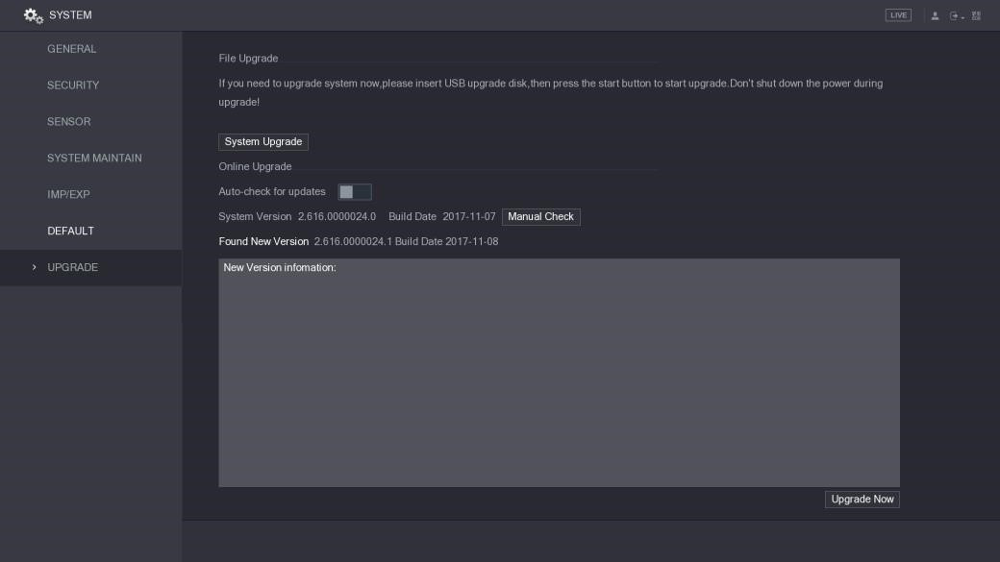 SYSTEM
LIVE
GENERAL
SECURITY
SENSOR
SYSTEM MAINTAIN
IMP/EXP
DEFAULT
UPGRADE
File Upgrade
If you need to upgrade system now,please insert USB upgrade disk,then press the start button to start upgrade.Don't shut down the power during
upgrade!
System Upgrade
Online Upgrade
Auto-check for updates
System Version 2.616.0000024.0 Build Date 2017-11-07 Manual Check
Found New Version 2.616.0000024.1 Build Date 2017-11-08
New Version infomation:
Upgrade Now